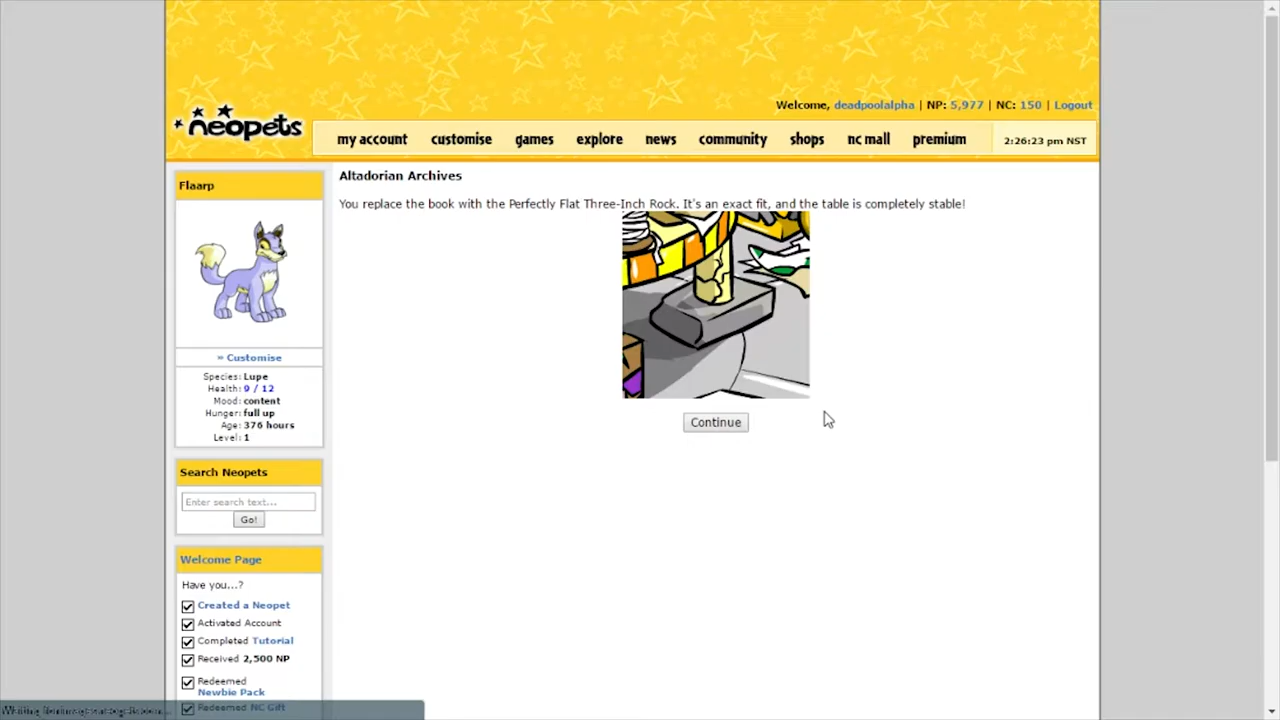 Welcome, deadpoolalpha | NP: 5,977 | NC: 150 | Logout
neopets
my account customise games explore news community shops nc mall premium 2:26:23 pm NST
Flaarp
» Customise
Species: Lupe
Health: 9 / 12
Mood: content
Hunger: full up
Age: 376 hours
Level: 1
Search Neopets
Enter search text...
Go!
Welcome Page
Have you...?
Created a Neopet
Activated Account
Completed Tutorial
Received 2,500 NP
Redeemed
Newbie Pack
Redeemed NC Gift
Altadorian Archives
You replace the book with the Perfectly Flat Three-Inch Rock. It's an exact fit, and the table is completely stable!
Continue